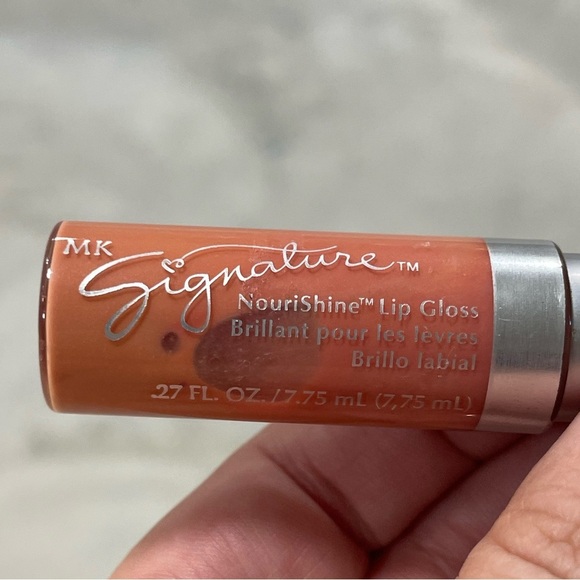 MK
Signature™
NouriShine™ Lip Gloss
Brillant pour les lèvres
Brillo labial
.27 FL. OZ. / 7.75 mL (7,75 mL)